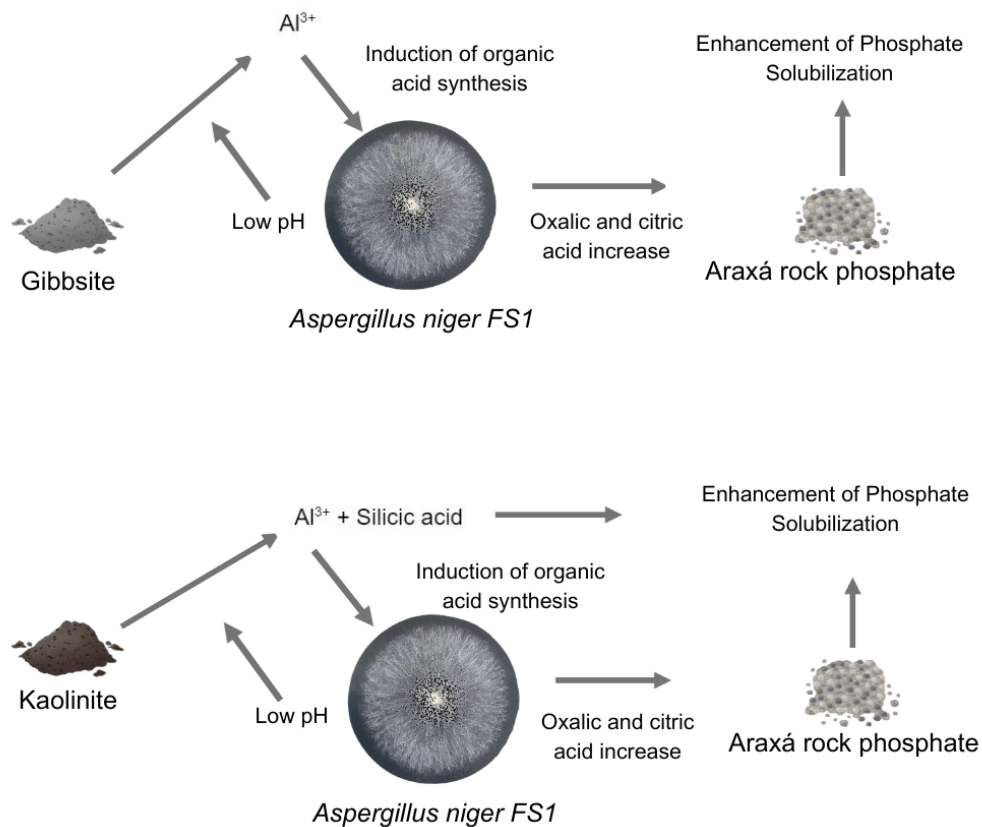 Al³⁺
Induction of organic
acid synthesis
Enhancement of Phosphate
Solubilization
Low pH
Oxalic and citric
acid increase
Gibbsite
Araxá rock phosphate
Aspergillus niger FS1
Al³⁺ + Silicic acid
Enhancement of Phosphate
Solubilization
Induction of organic
acid synthesis
Kaolinite
Low pH
Oxalic and citric
acid increase
Araxá rock phosphate
Aspergillus niger FS1